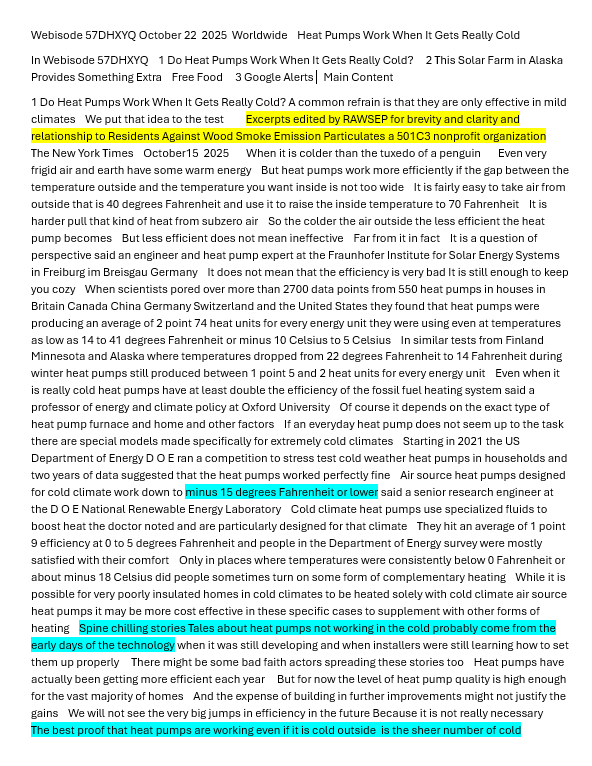 Webisode 57DHXYQ October 22 2025 Worldwide Heat Pumps Work When It Gets Really Cold
In Webisode 57DHXYQ 1 Do Heat Pumps Work When It Gets Really Cold? 2 This Solar Farm in Alaska
Provides Something Extra Free Food 3 Google Alerts| Main Content
1 Do Heat Pumps Work When It Gets Really Cold? A common refrain is that they are only effective in mild
climates We put that idea to the test Excerpts edited by RAWSEP for brevity and clarity and
relationship to Residents Against Wood Smoke Emission Particulates a 501C3 nonprofit organization
The New York Times October15 2025 When it is colder than the tuxedo of a penguin Even very
frigid air and earth have some warm energy But heat pumps work more efficiently if the gap between the
temperature outside and the temperature you want inside is not too wide It is fairly easy to take air from
outside that is 40 degrees Fahrenheit and use it to raise the inside temperature to 70 Fahrenheit It is
harder pull that kind of heat from subzero air So the colder the air outside the less efficient the heat
pump becomes But less efficient does not mean ineffective Far from it in fact It is a question of
perspective said an engineer and heat pump expert at the Fraunhofer Institute for Solar Energy Systems
in Freiburg im Breisgau Germany It does not mean that the efficiency is very bad It is still enough to keep
you cozy When scientists pored over more than 2700 data points from 550 heat pumps in houses in
Britain Canada China Germany Switzerland and the United States they found that heat pumps were
producing an average of 2 point 74 heat units for every energy unit they were using even at temperatures
as low as 14 to 41 degrees Fahrenheit or minus 10 Celsius to 5 Celsius In similar tests from Finland
Minnesota and Alaska where temperatures dropped from 22 degrees Fahrenheit to 14 Fahrenheit during
winter heat pumps still produced between 1 point 5 and 2 heat units for every energy unit Even when it
is really cold heat pumps have at least double the efficiency of the fossil fuel heating system said a
professor of energy and climate policy at Oxford University Of course it depends on the exact type of
heat pump furnace and home and other factors If an everyday heat pump does not seem up to the task
there are special models made specifically for extremely cold climates Starting in 2021 the US
Department of Energy D O E ran a competition to stress test cold weather heat pumps in households and
two years of data suggested that the heat pumps worked perfectly fine Air source heat pumps designed
for cold climate work down to minus 15 degrees Fahrenheit or lower said a senior research engineer at
the D O E National Renewable Energy Laboratory Cold climate heat pumps use specialized fluids to
boost heat the doctor noted and are particularly designed for that climate They hit an average of 1 point
9 efficiency at 0 to 5 degrees Fahrenheit and people in the Department of Energy survey were mostly
satisfied with their comfort Only in places where temperatures were consistently below 0 Fahrenheit or
about minus 18 Celsius did people sometimes turn on some form of complementary heating While it is
possible for very poorly insulated homes in cold climates to be heated solely with cold climate air source
heat pumps it may be more cost effective in these specific cases to supplement with other forms of
heating Spine chilling stories Tales about heat pumps not working in the cold probably come from the
early days of the technology when it was still developing and when installers were still learning how to set
them up properly There might be some bad faith actors spreading these stories too Heat pumps have
actually been getting more efficient each year But for now the level of heat pump quality is high enough
for the vast majority of homes And the expense of building in further improvements might not justify the
gains We will not see the very big jumps in efficiency in the future Because it is not really necessary
The best proof that heat pumps are working even if it is cold outside is the sheer number of cold